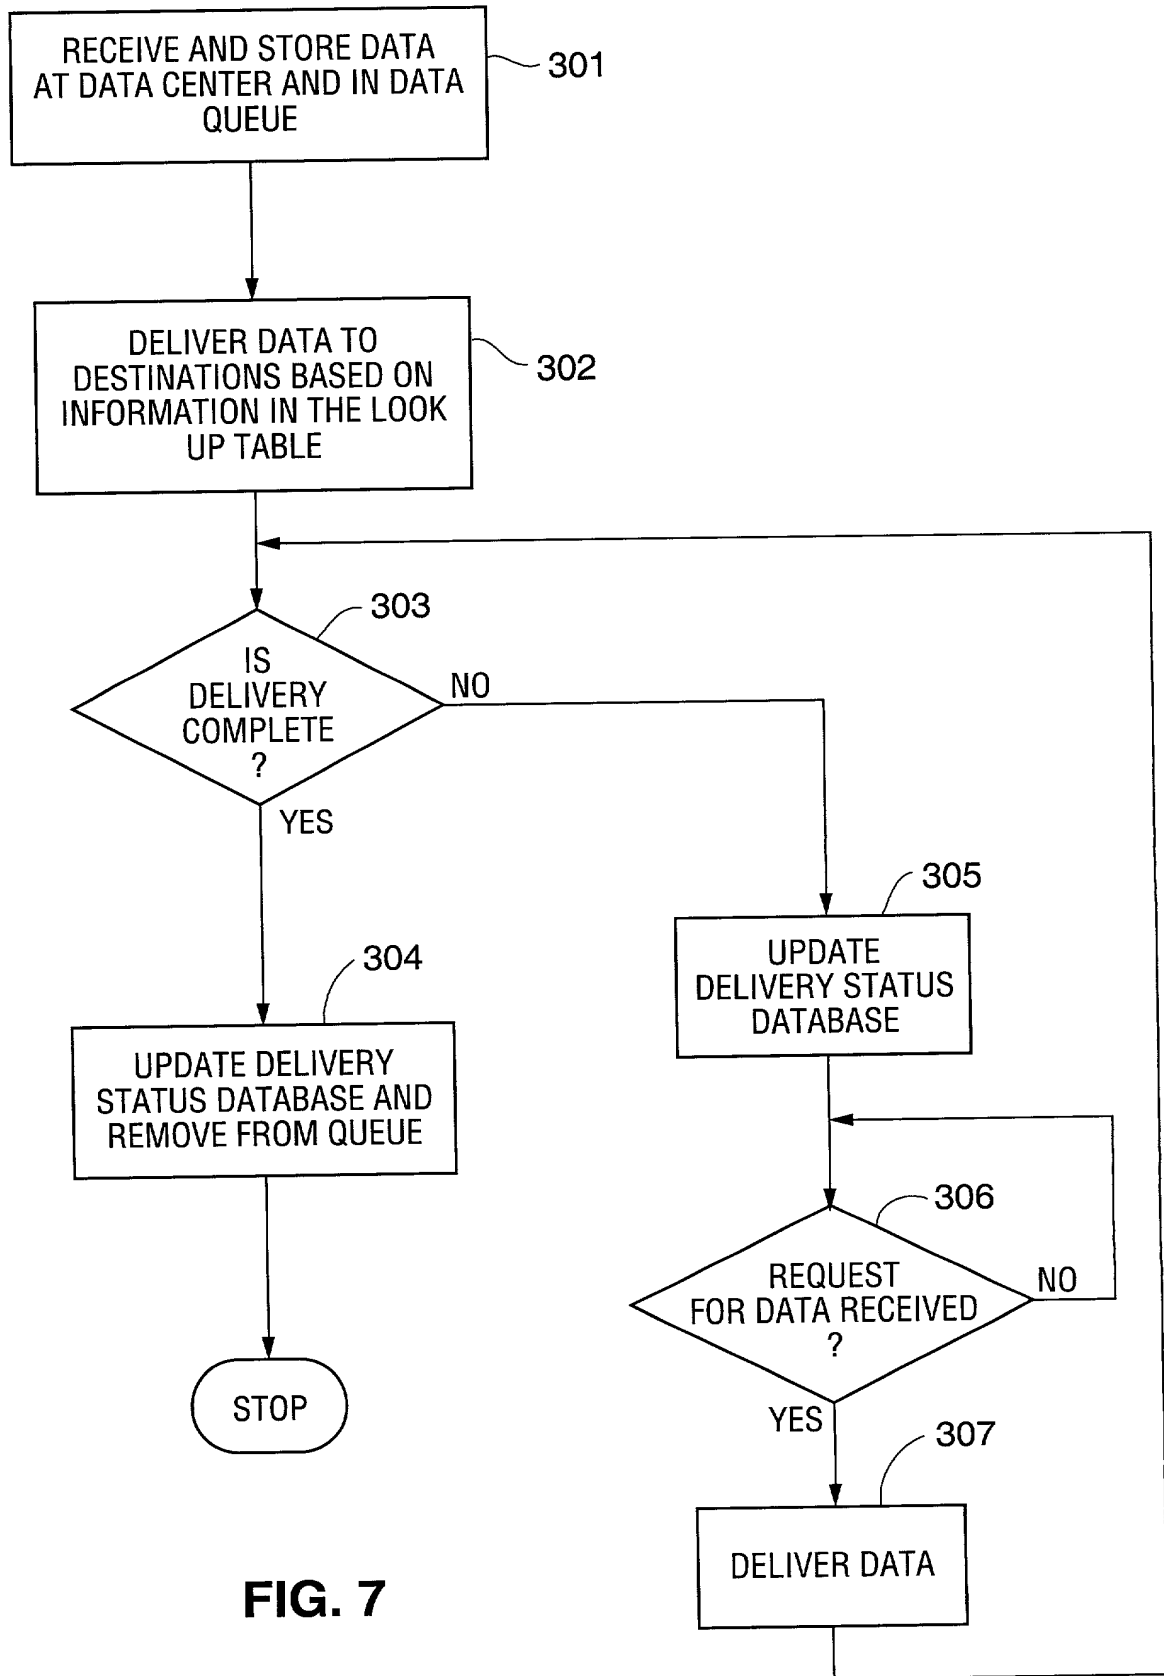 RECEIVE AND STORE DATA
AT DATA CENTER AND IN DATA
QUEUE
301
DELIVER DATA TO
DESTINATIONS BASED ON
INFORMATION IN THE LOOK
UP TABLE
302
303
IS
DELIVERY
COMPLETE
?
NO
YES
305
UPDATE
DELIVERY STATUS
DATABASE
304
UPDATE DELIVERY
STATUS DATABASE AND
REMOVE FROM QUEUE
306
REQUEST
FOR DATA RECEIVED
?
NO
YES
STOP
307
DELIVER DATA
FIG. 7